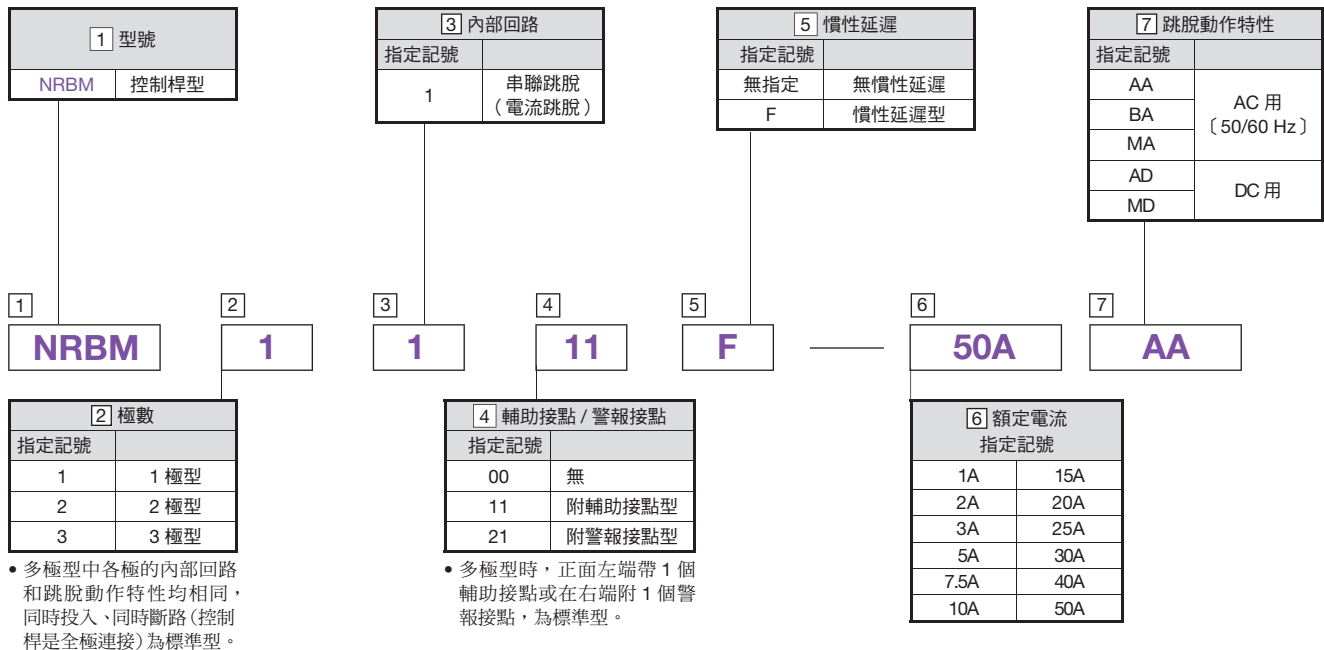 1 型號
NRBM 控制桿型
3 內部回路
指定記號
1 串聯跳脫
（電流跳脫）
5 慣性延遲
指定記號
無指定 無慣性延遲
F 慣性延遲型
7 跳脫動作特性
指定記號
AA
BA
MA
AC 用
〔50/60 Hz〕
AD
MD
DC 用
1 2 3 4 5 6 7
NRBM 1 1 11 F — 50A AA
2 極數
指定記號
1 1 極型
2 2 極型
3 3 極型
• 多極型中各極的內部回路
和跳脫動作特性均相同，
同時投入、同時斷路（控制
桿是全極連接）為標準型。
4 輔助接點 / 警報接點
指定記號
00 無
11 附輔助接點型
21 附警報接點型
• 多極型時，正面左端帶 1 個
輔助接點或在右端附 1 個警
報接點，為標準型。
6 額定電流
指定記號
1A 15A
2A 20A
3A 25A
5A 30A
7.5A 40A
10A 50A